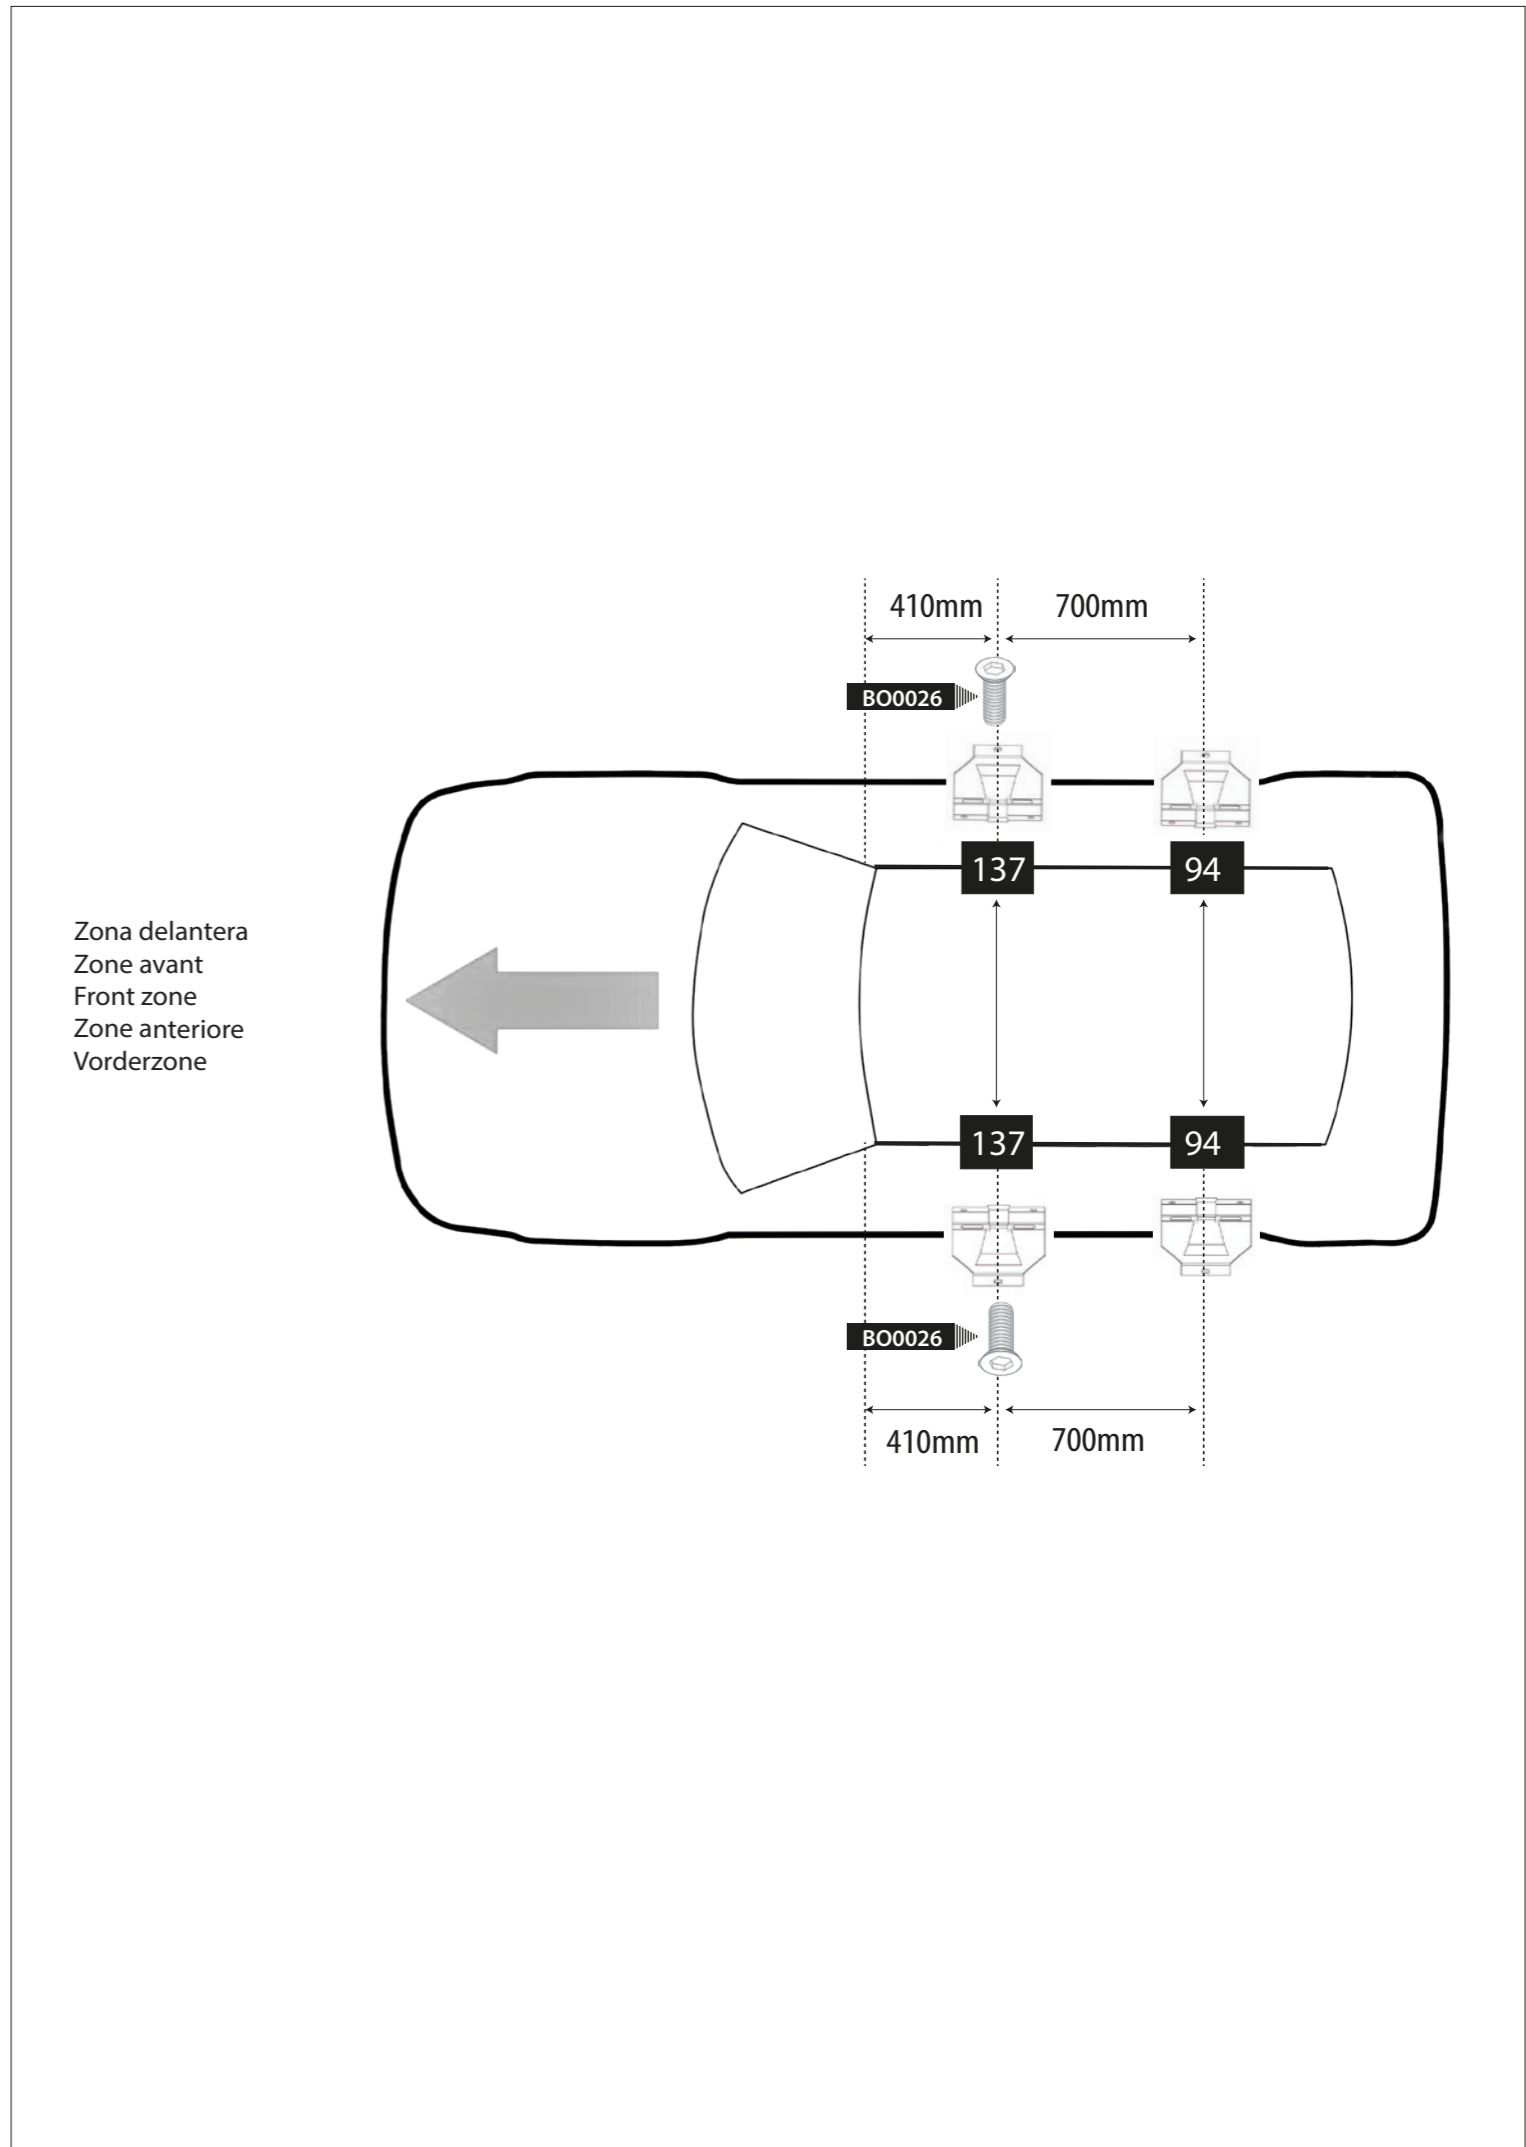 410mm 700mm
BO0026
137 94
Zona delantera
Zone avant
Front zone
Zone anteriore
Vorderzone
137 94
BO0026
410mm 700mm